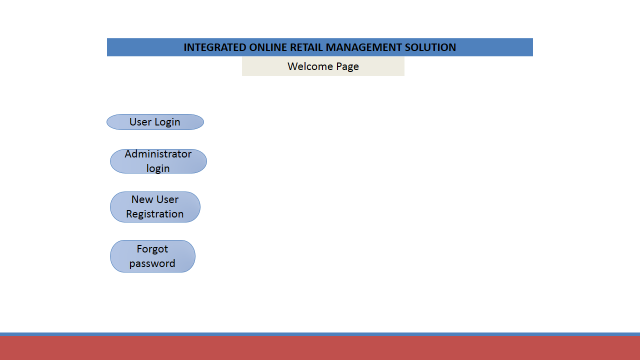 INTEGRATED ONLINE RETAIL MANAGEMENT SOLUTION
Welcome Page
User Login
Administrator
login
New User
Registration
Forgot
password